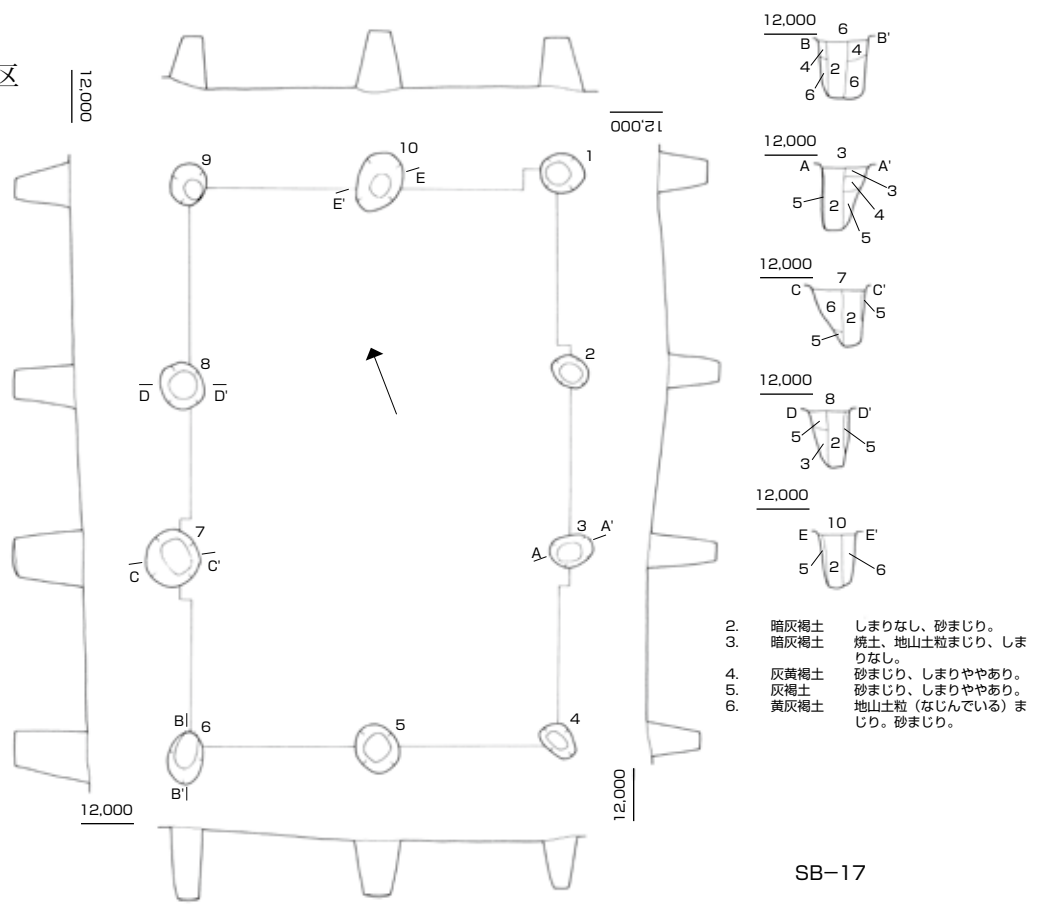 区
12,000
12,000
9
10
E
E'
1
8
D
D'
2
7
C
C'
3
A
A'
B
6
B'
5
4
12,000
12,000
12,000
6
B
B'
4
2
4
6
6
12,000
3
A
A'
3
5
2
4
5
12,000
7
C
C'
6
2
5
5
12,000
8
D
D'
5
2
5
3
12,000
10
E
E'
5
2
6
2. 暗灰褐土 しまりなし、砂まじり。
3. 暗灰褐土 焼土、地山土粒まじり、しま
りなし。
4. 灰黄褐土 砂まじり、しまりややあり。
5. 灰褐土 砂まじり、しまりややあり。
6. 黄灰褐土 地山土粒（なじんでいる）ま
じり。砂まじり。
SB−17